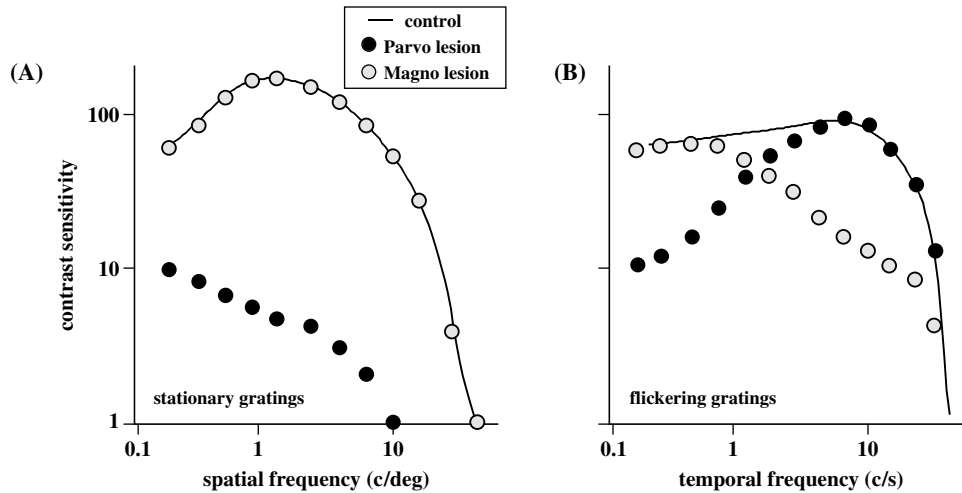 control
Parvo lesion
Magno lesion
(A)
(B)
100
10
1
contrast sensitivity
stationary gratings
flickering gratings
0.1 1 10
0.1 1 10
spatial frequency (c/deg)
temporal frequency (c/s)